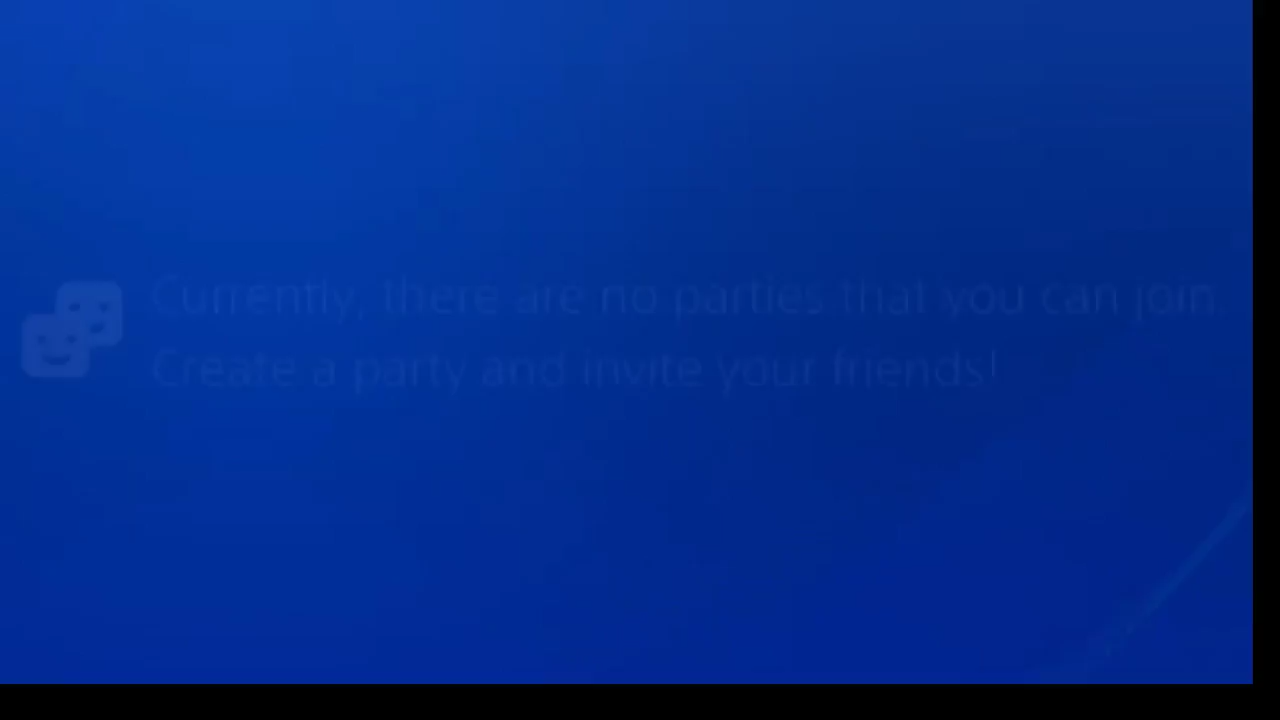 Currently, there are no parties that you can join.
Create a party and invite your friends!